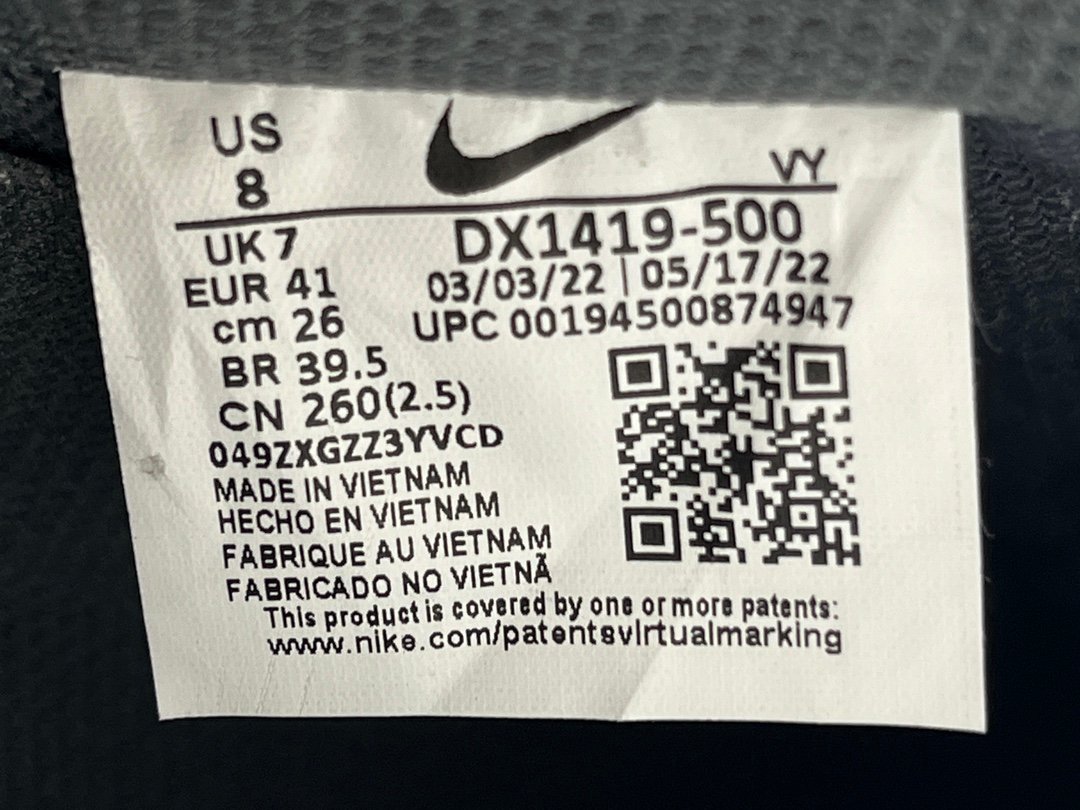 US
8
VY
UK 7
EUR 41
cm 26
BR 39.5
CN 260(2.5)
DX1419-500
03/03/22 | 05/17/22
UPC 00194500874947
049ZXGZZ3YVCD
MADE IN VIETNAM
HECHO EN VIETNAM
FABRIQUE AU VIETNAM
FABRICADO NO VIETNÃ
This product is covered by one or more patents:
www.nike.com/patentsvirtualmarking